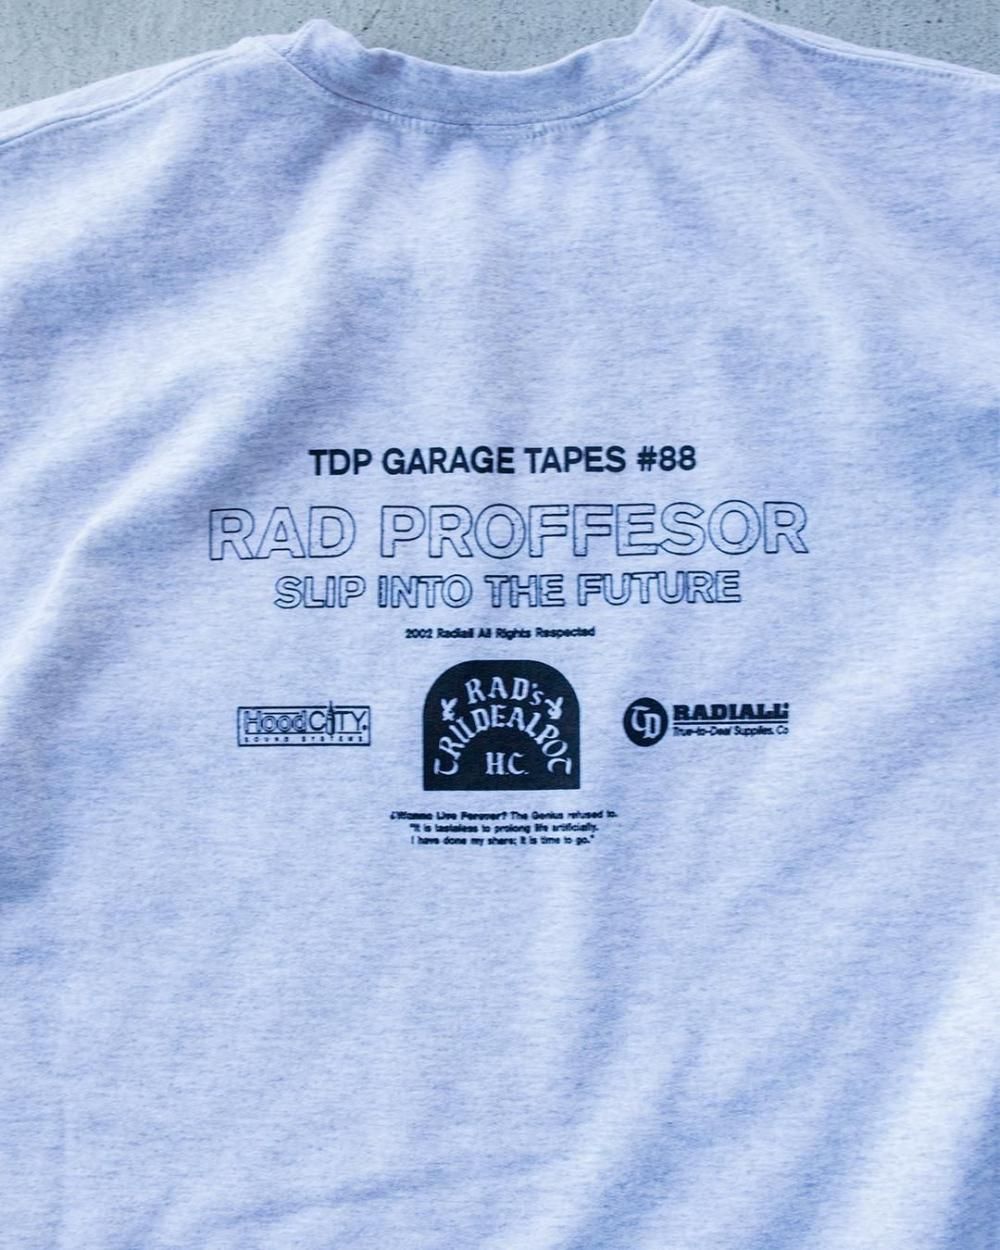 TDP GARAGE TAPES #88
RAD PROFFESOR
SLIP INTO THE FUTURE
2002 Radiall All Rights Respected
HoodCiTY.
SOUND SYSTEMS
RAD's
H.C.
RADIALL
True-to-Deal Supplies. Co
¿Wanna Live Forever? The Genius refused to.
"It is tasteless to prolong life artificially.
I have done my share; it is time to go."